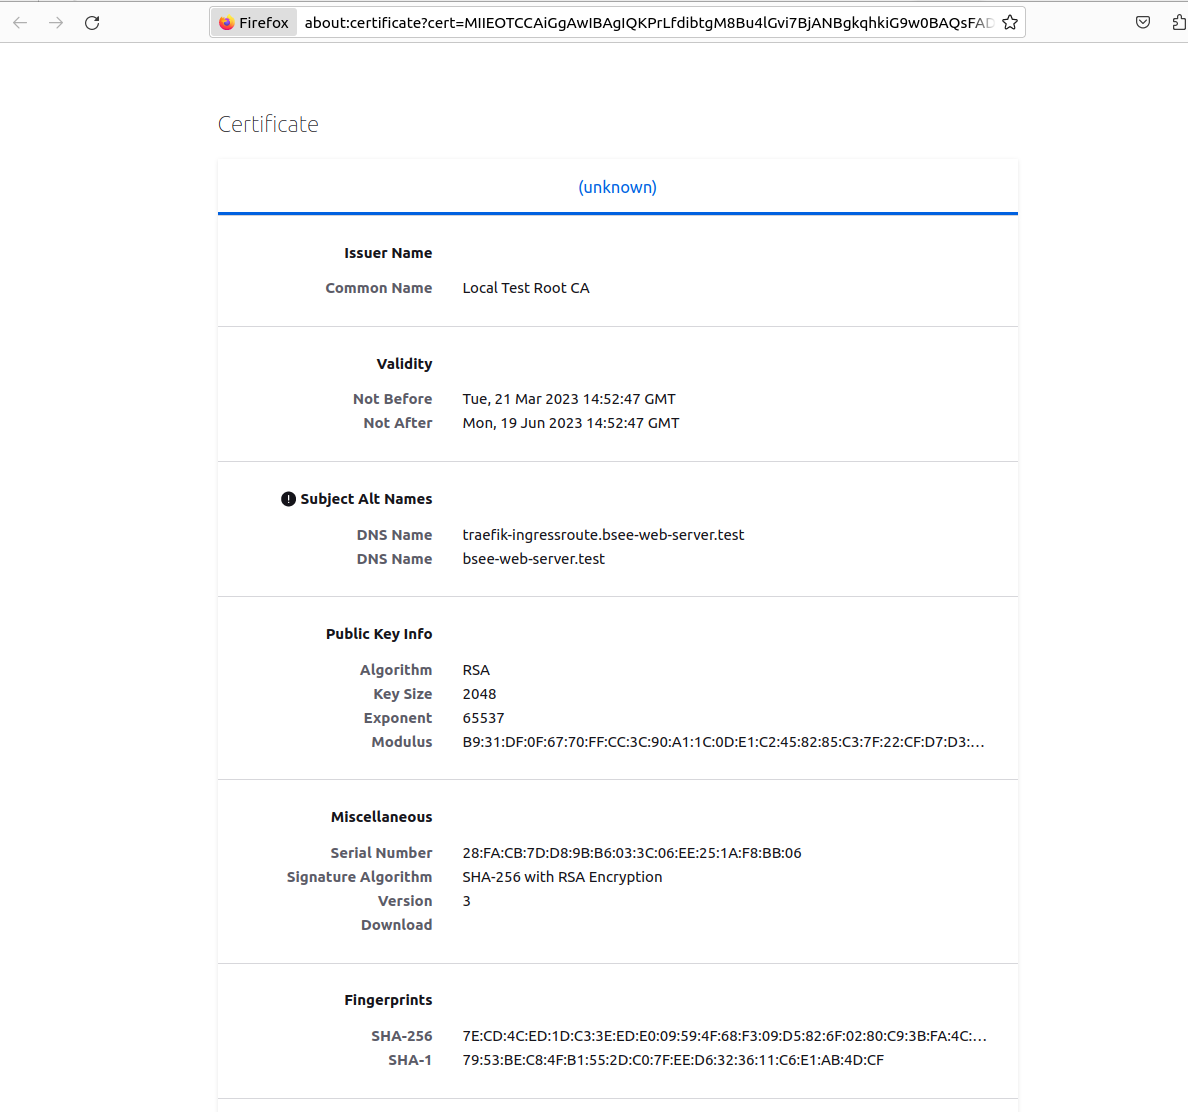 Firefox about:certificate?cert=MIIEOTCCAiGgAwIBAgIQKPrLfdibtgM8Bu4lGvi7BjANBgkqhkiG9w0BAQsFAD
Certificate
(unknown)
Issuer Name
Common Name Local Test Root CA
Validity
Not Before Tue, 21 Mar 2023 14:52:47 GMT
Not After Mon, 19 Jun 2023 14:52:47 GMT
Subject Alt Names
DNS Name traefik-ingressroute.bsee-web-server.test
DNS Name bsee-web-server.test
Public Key Info
Algorithm RSA
Key Size 2048
Exponent 65537
Modulus B9:31:DF:0F:67:70:FF:CC:3C:90:A1:1C:0D:E1:C2:45:82:85:C3:7F:22:CF:D7:D3:…
Miscellaneous
Serial Number 28:FA:CB:7D:D8:9B:B6:03:3C:06:EE:25:1A:F8:BB:06
Signature Algorithm SHA-256 with RSA Encryption
Version 3
Download
Fingerprints
SHA-256 7E:CD:4C:ED:1D:C3:3E:ED:E0:09:59:4F:68:F3:09:D5:82:6F:02:80:C9:3B:FA:4C:…
SHA-1 79:53:BE:C8:4F:B1:55:2D:C0:7F:EE:D6:32:36:11:C6:E1:AB:4D:CF